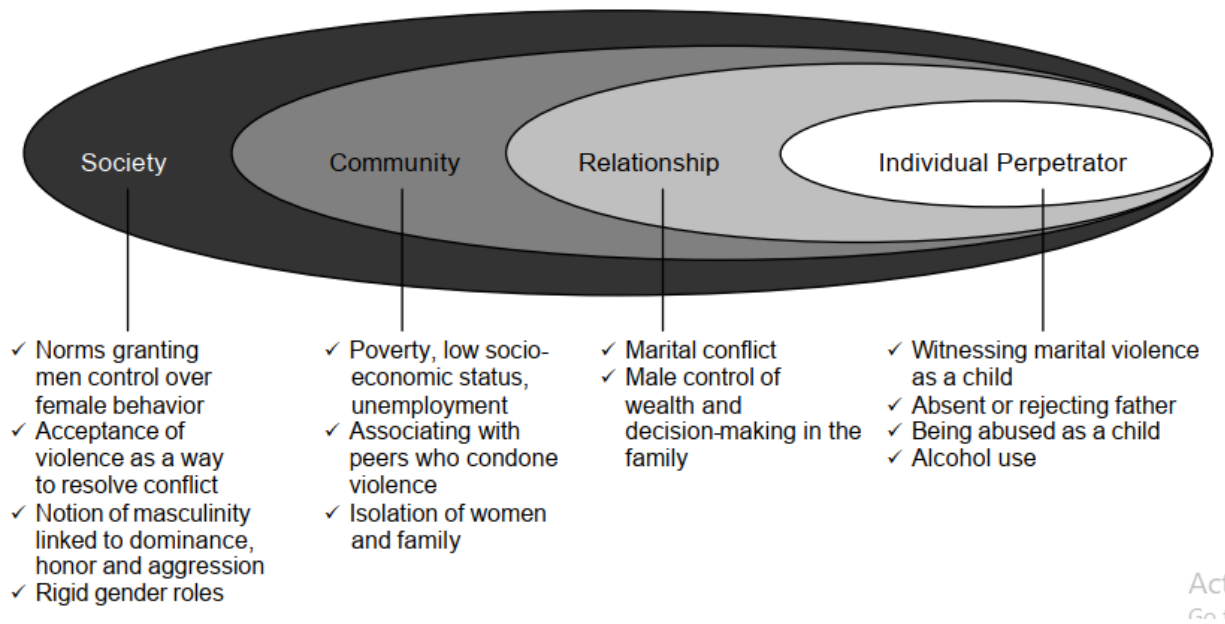 Society
Community
Relationship
Individual Perpetrator
✓ Norms granting
men control over
female behavior
✓ Acceptance of
violence as a way
to resolve conflict
✓ Notion of masculinity
linked to dominance,
honor and aggression
✓ Rigid gender roles
✓ Poverty, low socio-
economic status,
unemployment
✓ Associating with
peers who condone
violence
✓ Isolation of women
and family
✓ Marital conflict
✓ Male control of
wealth and
decision-making in the
family
✓ Witnessing marital violence
as a child
✓ Absent or rejecting father
✓ Being abused as a child
✓ Alcohol use